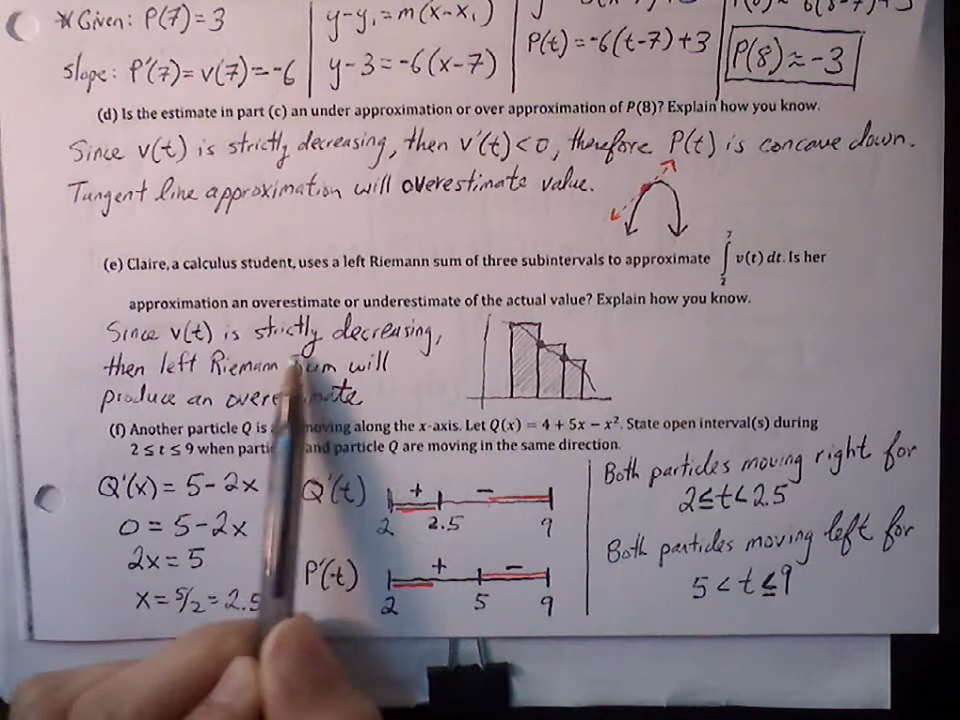 * Given: P(7) = 3
slope: P'(7) = v(7) = -6
y-y₁ = m(x-x₁)
y-3 = -6(x-7)
P(t) = -6(t-7)+3
P(8) ≈ -3
(d) Is the estimate in part (c) an under approximation or over approximation of P(8)? Explain how you know.
Since v(t) is strictly decreasing, then v'(t) < 0, therefore P(t) is concave down.
Tangent line approximation will overestimate value.
(e) Claire, a calculus student, uses a left Riemann sum of three subintervals to approximate ∫₂⁷ v(t) dt. Is her
approximation an overestimate or underestimate of the actual value? Explain how you know.
Since v(t) is strictly decreasing,
then left Riemann sum will
produce an overestimate
(f) Another particle Q is moving along the x-axis. Let Q(x) = 4 + 5x − x². State open interval(s) during
2 ≤ t ≤ 9 when and particle Q are moving in the same direction.
Q'(x) = 5-2x
0 = 5-2x
2x = 5
x = 5/2 = 2.5
Q'(t)
+ −
2 2.5 9
P'(t)
+ −
2 5 9
Both particles moving right for
2≤t<2.5
Both particles moving left for
5<t≤9